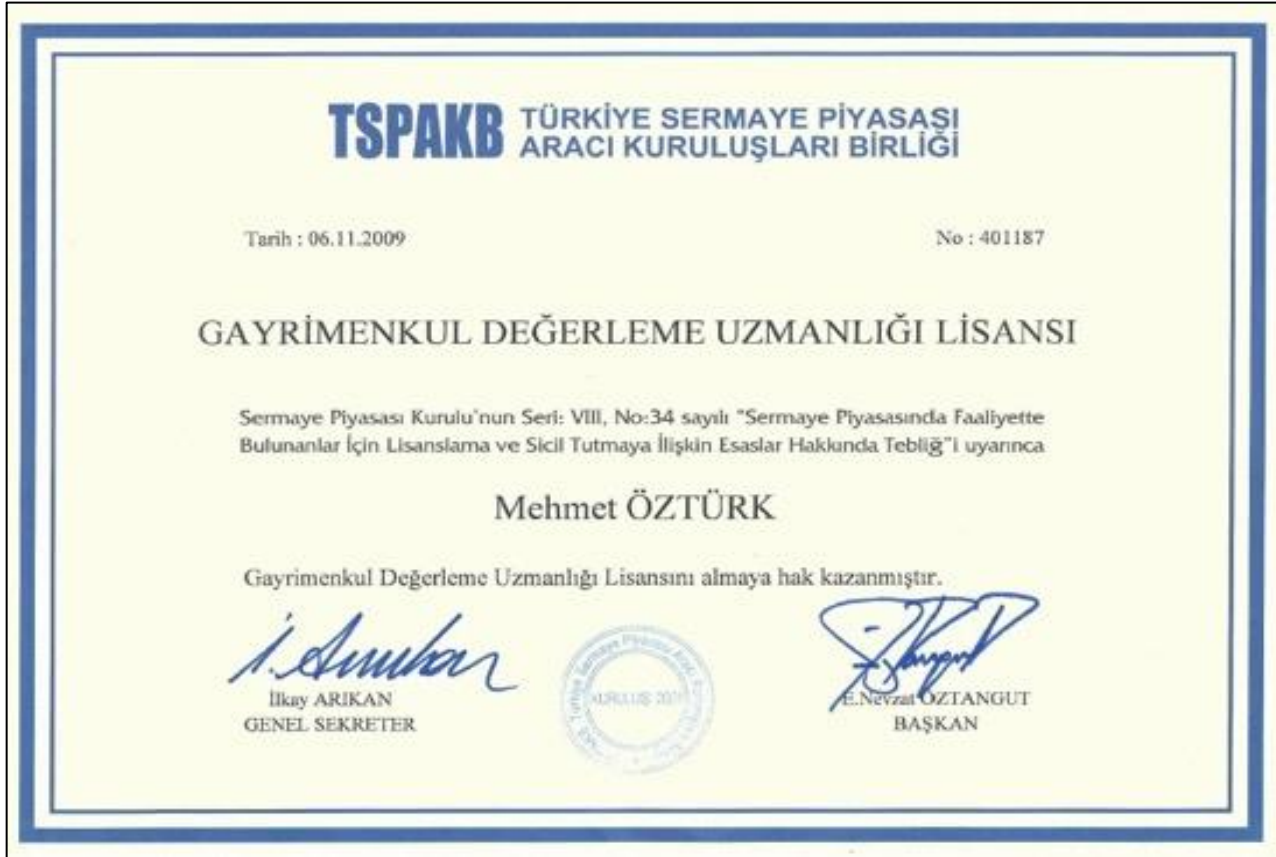 TSPAKB TÜRKİYE SERMAYE PİYASASI
ARACI KURULUŞLARI BİRLİĞİ
Tarih : 06.11.2009
No : 401187
GAYRİMENKUL DEĞERLEME UZMANLIĞI LİSANSI
Sermaye Piyasası Kurulu'nun Seri: VIII, No:34 sayılı "Sermaye Piyasasında Faaliyette
Bulunanlar İçin Lisanslama ve Sicil Tutmaya İlişkin Esaslar Hakkında Tebliğ"i uyarınca
Mehmet ÖZTÜRK
Gayrimenkul Değerleme Uzmanlığı Lisansını almaya hak kazanmıştır.
İlkay ARIKAN
GENEL SEKRETER
E.Nevzat ÖZTANGUT
BAŞKAN